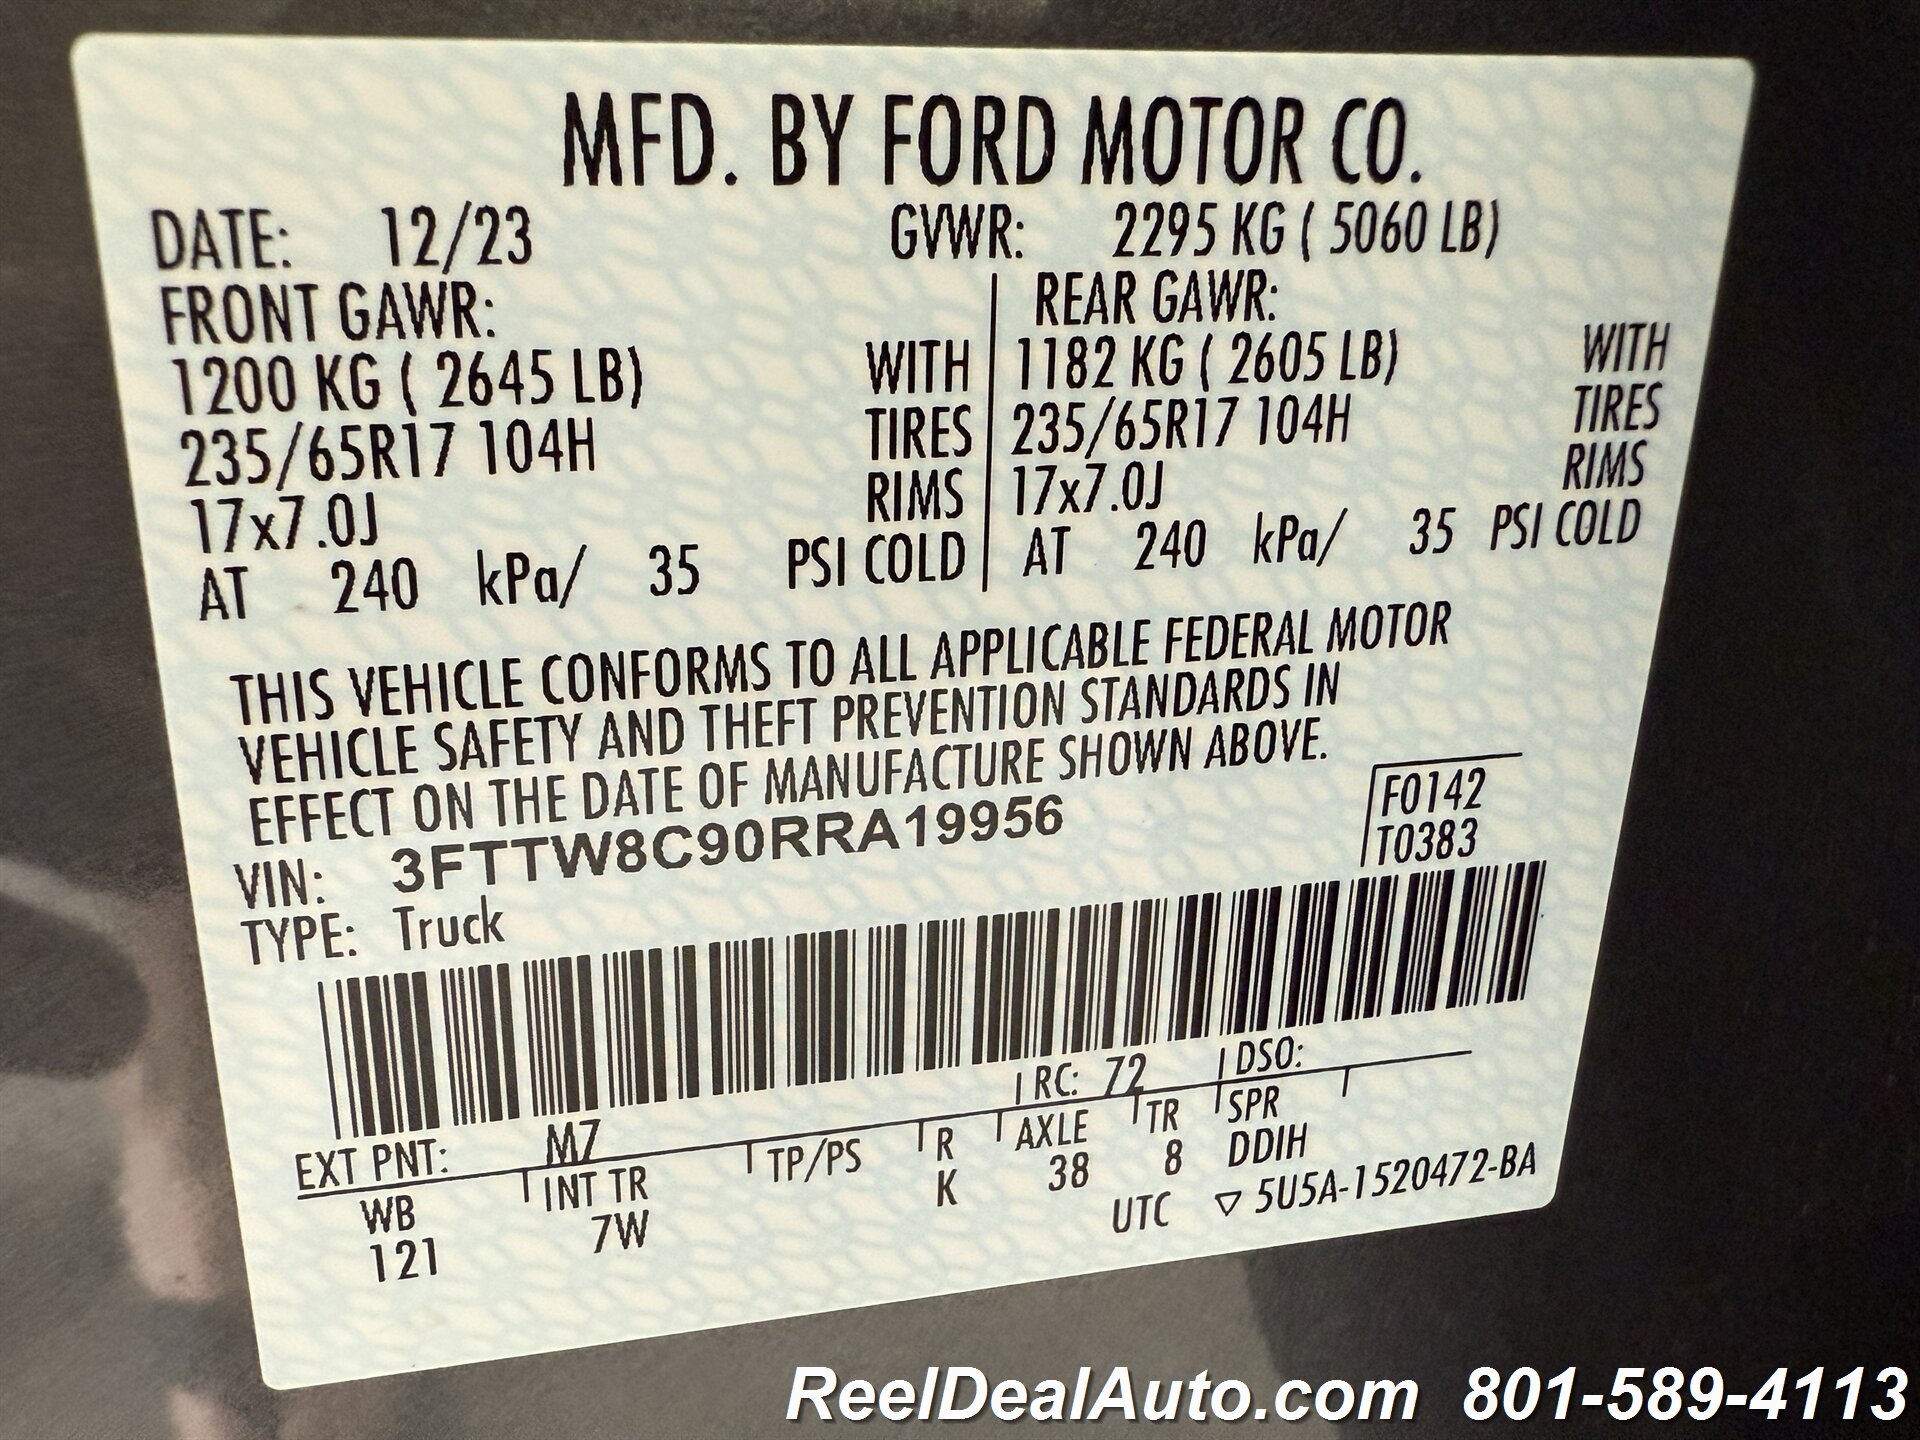 MFD. BY FORD MOTOR CO.
DATE: 12/23 GVWR: 2295 KG ( 5060 LB)
FRONT GAWR: REAR GAWR:
1200 KG ( 2645 LB) WITH 1182 KG ( 2605 LB) WITH
235/65R17 104H TIRES 235/65R17 104H TIRES
17x7.0J RIMS 17x7.0J RIMS
AT 240 kPa/ 35 PSI COLD AT 240 kPa/ 35 PSI COLD
THIS VEHICLE CONFORMS TO ALL APPLICABLE FEDERAL MOTOR
VEHICLE SAFETY AND THEFT PREVENTION STANDARDS IN
EFFECT ON THE DATE OF MANUFACTURE SHOWN ABOVE.
F0142
VIN: 3FTTW8C90RRA19956
T0383
TYPE: Truck
EXT PNT: M7 RC: 72 DSO:
WB INT TR TP/PS R AXLE TR SPR
121 7W K 38 8 DDIH
UTC ▽ 5U5A-1520472-BA
ReelDealAuto.com 801-589-4113